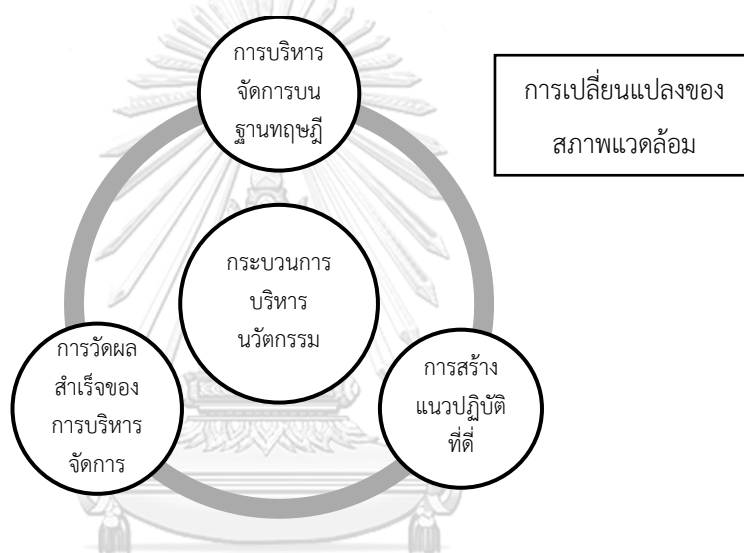 การบริหาร
จัดการบน
ฐานทฤษฎี
การเปลี่ยนแปลงของ
สภาพแวดล้อม
กระบวนการ
บริหาร
นวัตกรรม
การวัดผล
สำเร็จของ
การบริหาร
จัดการ
การสร้าง
แนวปฏิบัติ
ที่ดี่